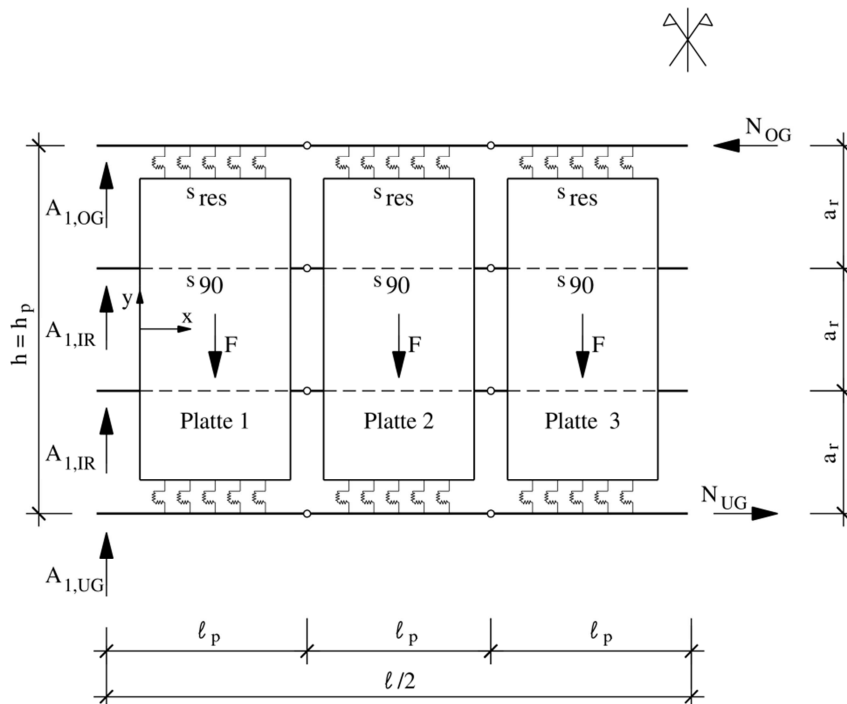 N OG
s res s res s res
A 1,OG
a r
s 90 s 90 s 90
y
x
h = h p
A 1,IR
F F F
a r
A 1,IR
Platte 1 Platte 2 Platte 3
a r
N UG
A 1,UG
ℓ p ℓ p ℓ p
ℓ/2